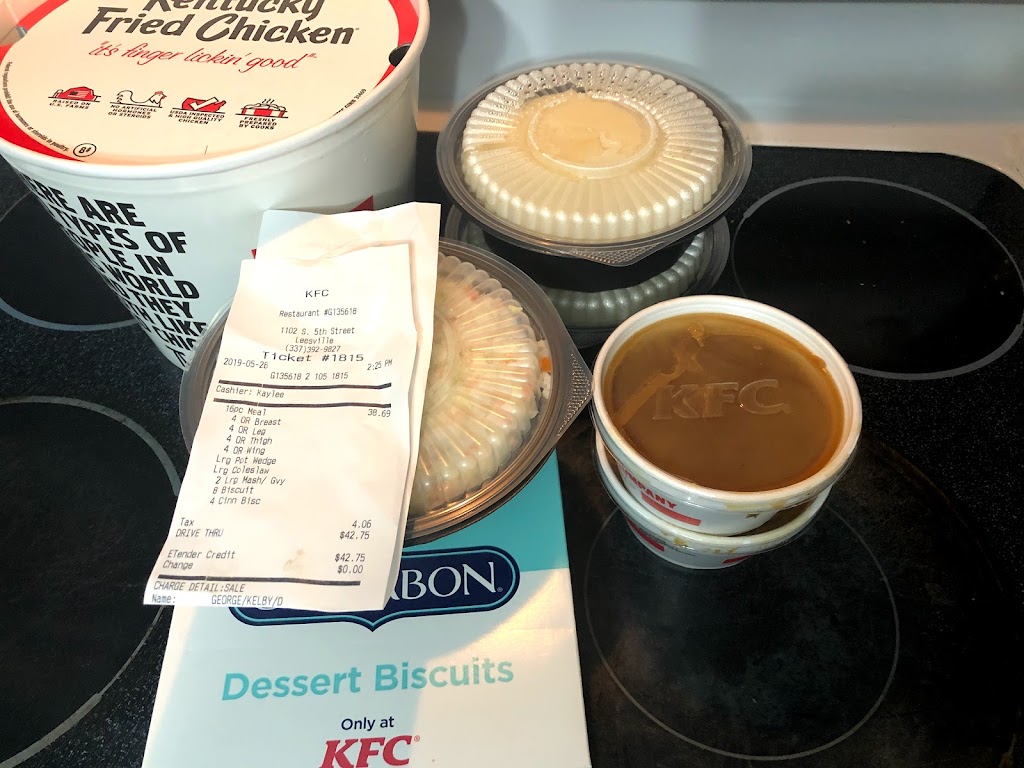 Kentucky
Fried Chicken
it's finger lickin' good
RAISED ON
U.S. FARMS
NO ARTIFICIAL
HORMONES
OR STEROIDS
USDA INSPECTED
& HIGH QUALITY
CHICKEN
FRESHLY
PREPARED
BY COOKS
ARE
TYPES OF
IN
WORLD
THEY
LIKE
KFC
Restaurant #G135618
1102 S. 5th Street
Leesville
(337)392-9827
Ticket #1815
2019-05-26 2:25 PM
G135618 2 105 1815
Cashier: Kaylee
16pc Meal 38.69
4 OR Breast
4 OR Leg
4 OR Thigh
4 OR Wing
Lrg Pot Wedge
Lrg Coleslaw
2 Lrg Mash/ Gvy
8 Biscuit
4 Cinn Bisc
Tax 4.06
DRIVE THRU $42.75
ETender Credit $42.75
Change $0.00
CHARGE DETAIL:SALE
Name: GEORGE/KELBY/D
KFC
MPANY
BON
Dessert Biscuits
Only at
KFC®